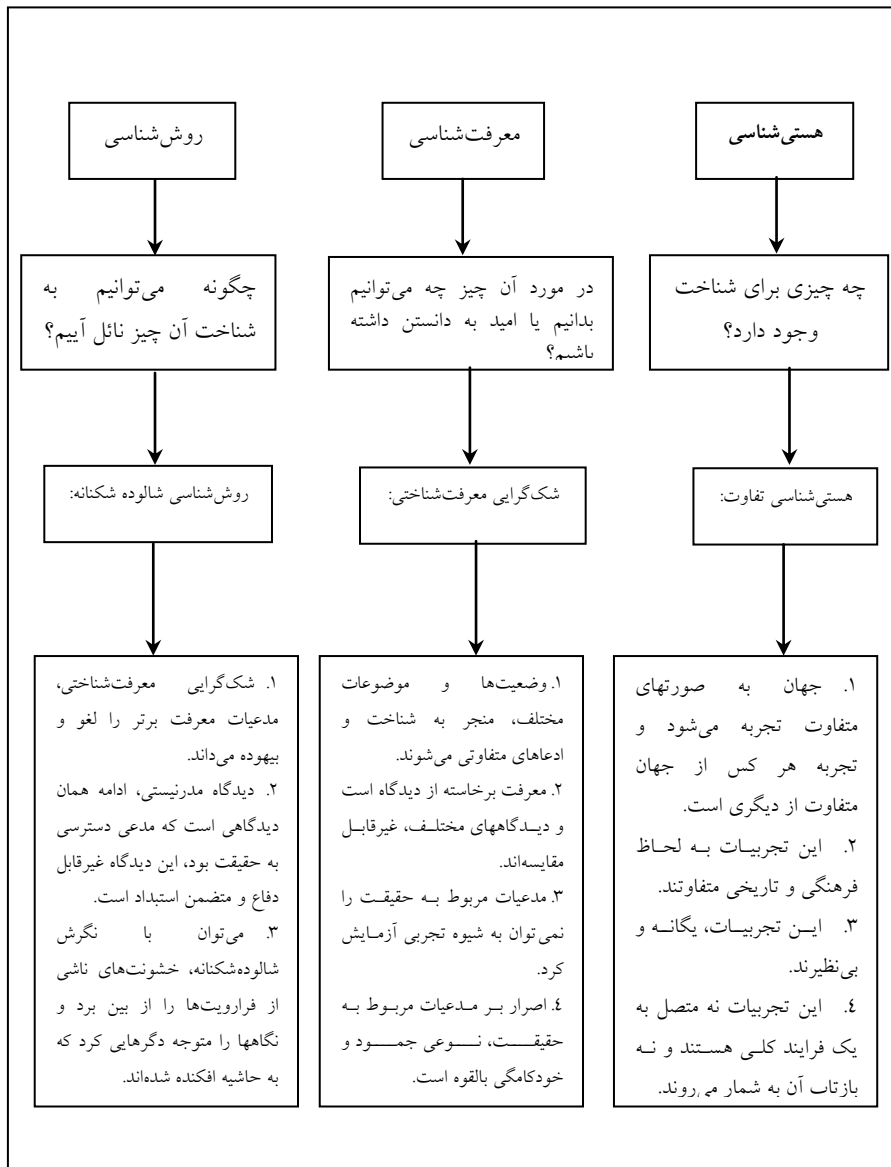 هستی‌شناسی
معرفت‌شناسی
روش‌شناسی
چه چیزی برای شناخت
وجود دارد؟
در مورد آن چیز چه می‌توانیم
بدانیم یا امید به دانستن داشته
باشیم؟
چگونه می‌توانیم به
شناخت آن چیز نائل آییم؟
هستی‌شناسی تفاوت:
شک‌گرایی معرفت‌شناختی:
روش‌شناسی شالوده شکنانه:
۱. جهان به صورتهای
متفاوت تجربه می‌شود و
تجربه هر کس از جهان
متفاوت از دیگری است.
۲. این تجربیات به لحاظ
فرهنگی و تاریخی متفاوتند.
۳. این تجربیات، یگانه و
بی‌نظیرند.
۴. این تجربیات نه متصل به
یک فرایند کلی هستند و نه
بازتاب آن به شمار می‌روند.
۱. وضعیت‌ها و موضوعات
مختلف، منجر به شناخت و
ادعاهای متفاوتی می‌شوند.
۲. معرفت برخاسته از دیدگاه است
و دیدگاههای مختلف، غیرقابل
مقایسه‌اند.
۳. مدعیات مربوط به حقیقت را
نمی‌توان به شیوه تجربی آزمایش
کرد.
۴. اصرار بر مدعیات مربوط به
حقیقت، نوعی جمود و
خودکامگی بالقوه است.
۱. شک‌گرایی معرفت‌شناختی،
مدعیات معرفت برتر را لغو و
بیهوده می‌داند.
۲. دیدگاه مدرنیستی، ادامه همان
دیدگاهی است که مدعی دسترسی
به حقیقت بود، این دیدگاه غیرقابل
دفاع و متضمن استبداد است.
۳. می‌توان با نگرش
شالوده‌شکنانه، خشونت‌های ناشی
از فراروایت‌ها را از بین برد و
نگاهها را متوجه دگرهایی کرد که
به حاشیه افکنده شده‌اند.